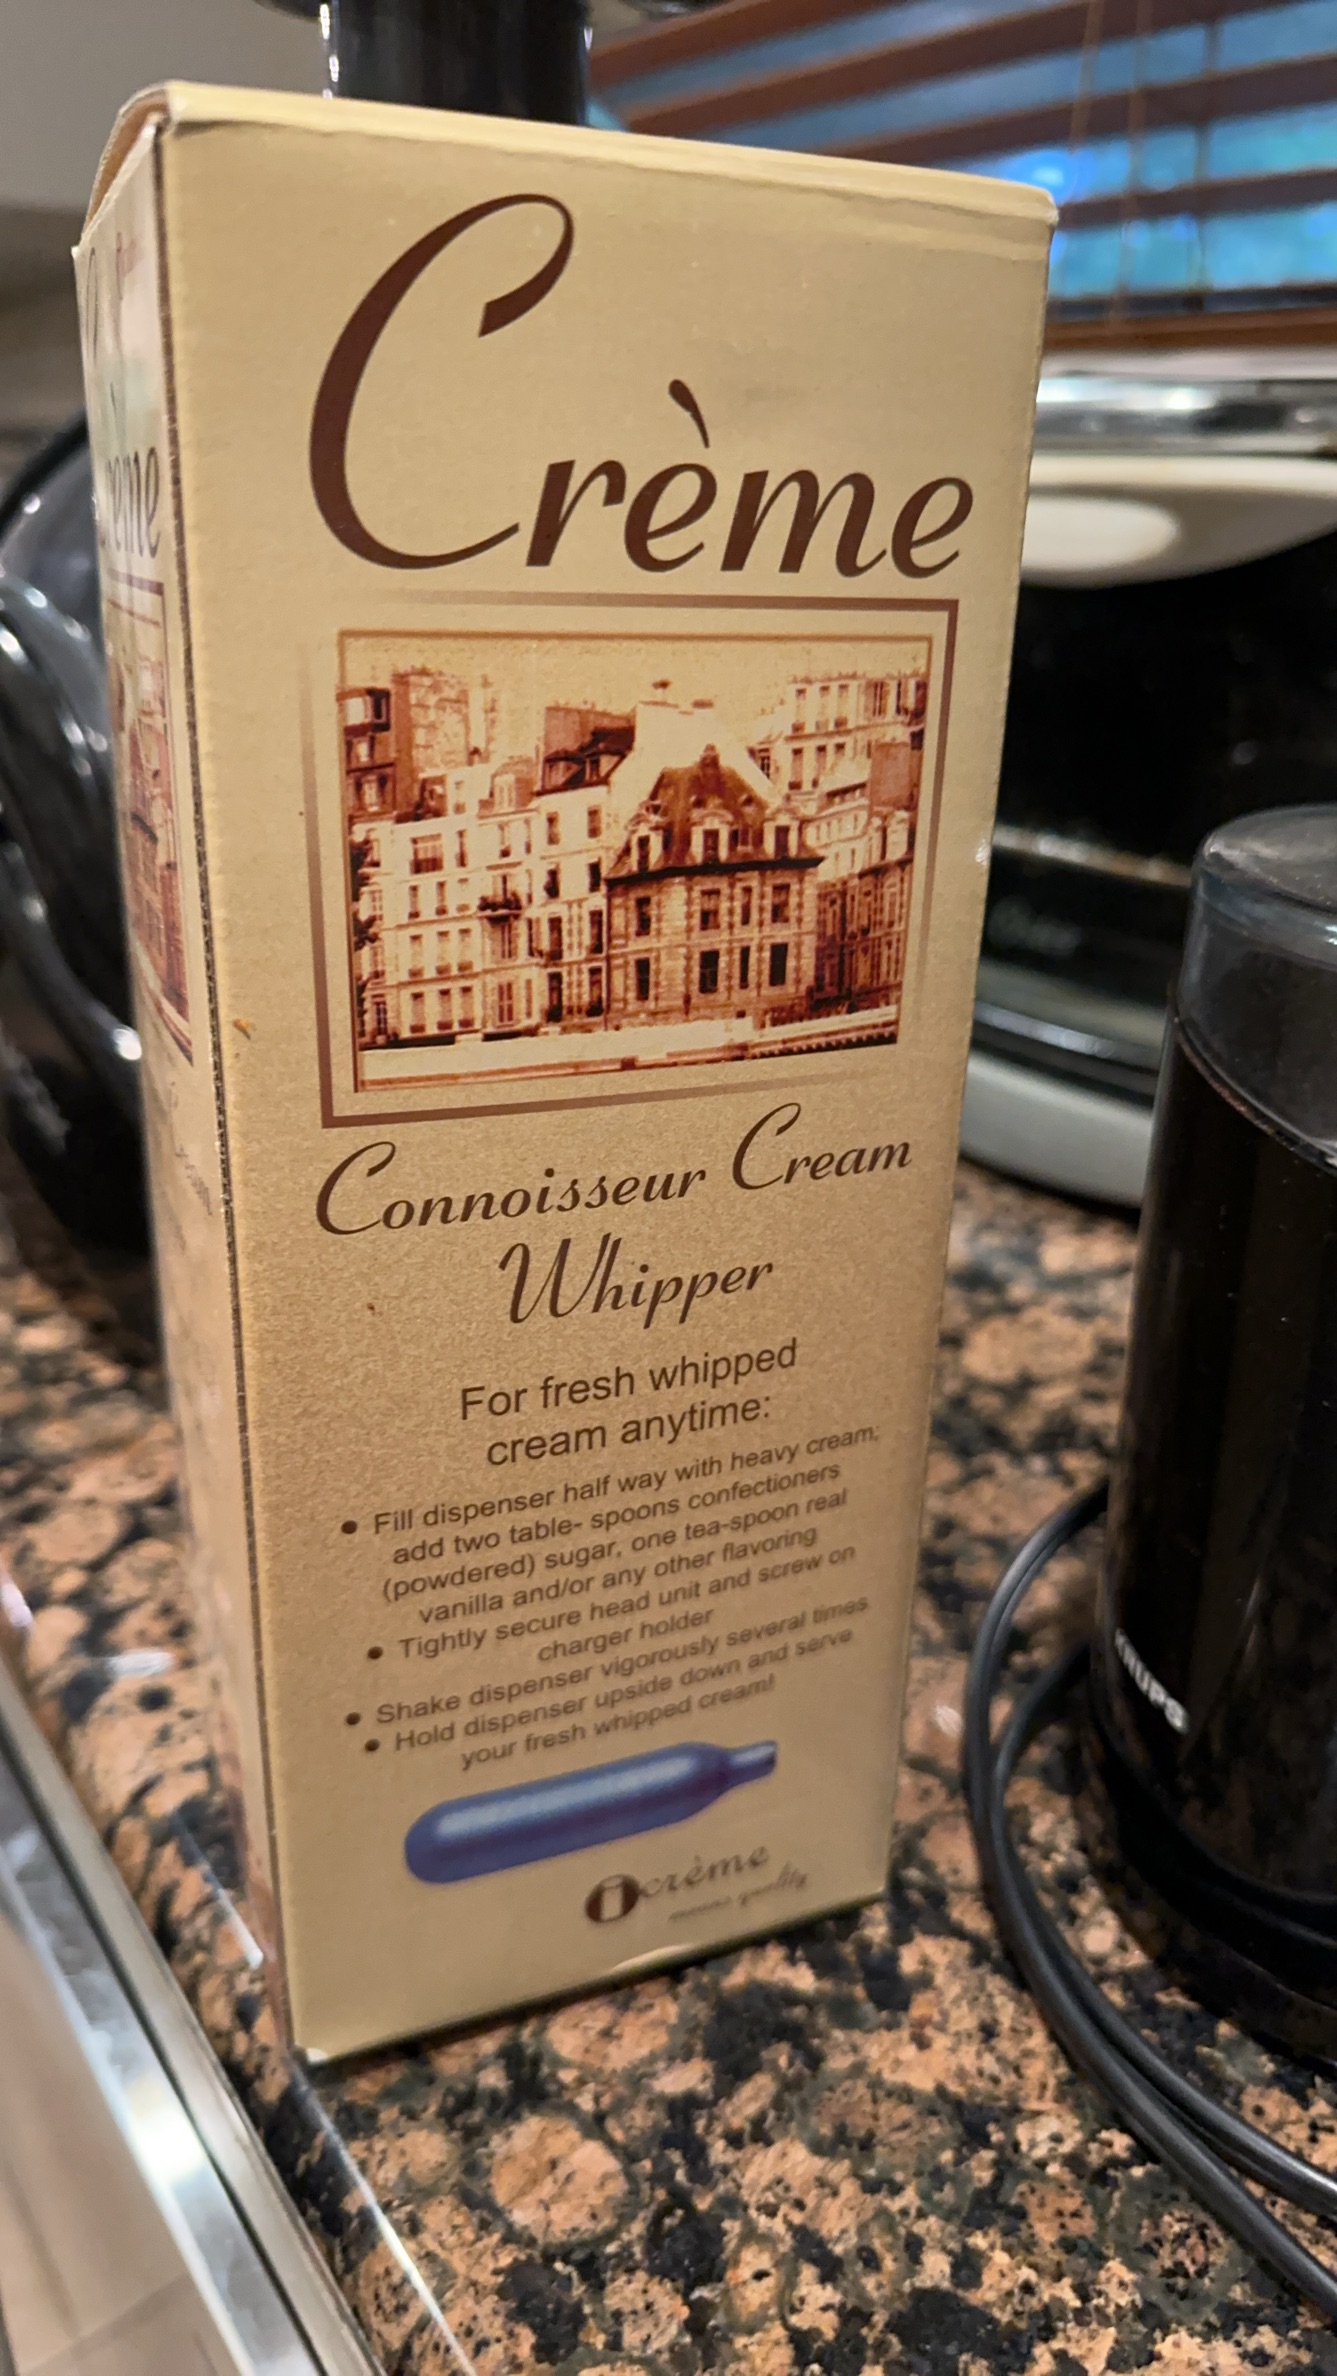 Crème
Connoisseur Cream
Whipper
For fresh whipped
cream anytime:
• Fill dispenser half way with heavy cream;
add two table- spoons confectioners
(powdered) sugar, one tea-spoon real
vanilla and/or any other flavoring
• Tightly secure head unit and screw on
charger holder
• Shake dispenser vigorously several times
• Hold dispenser upside down and serve
your fresh whipped cream!
crème
means quality
KRUPS